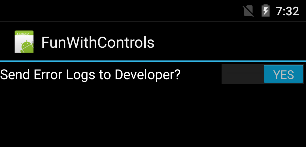 7:32
FunWithControls
Send Error Logs to Developer? YES